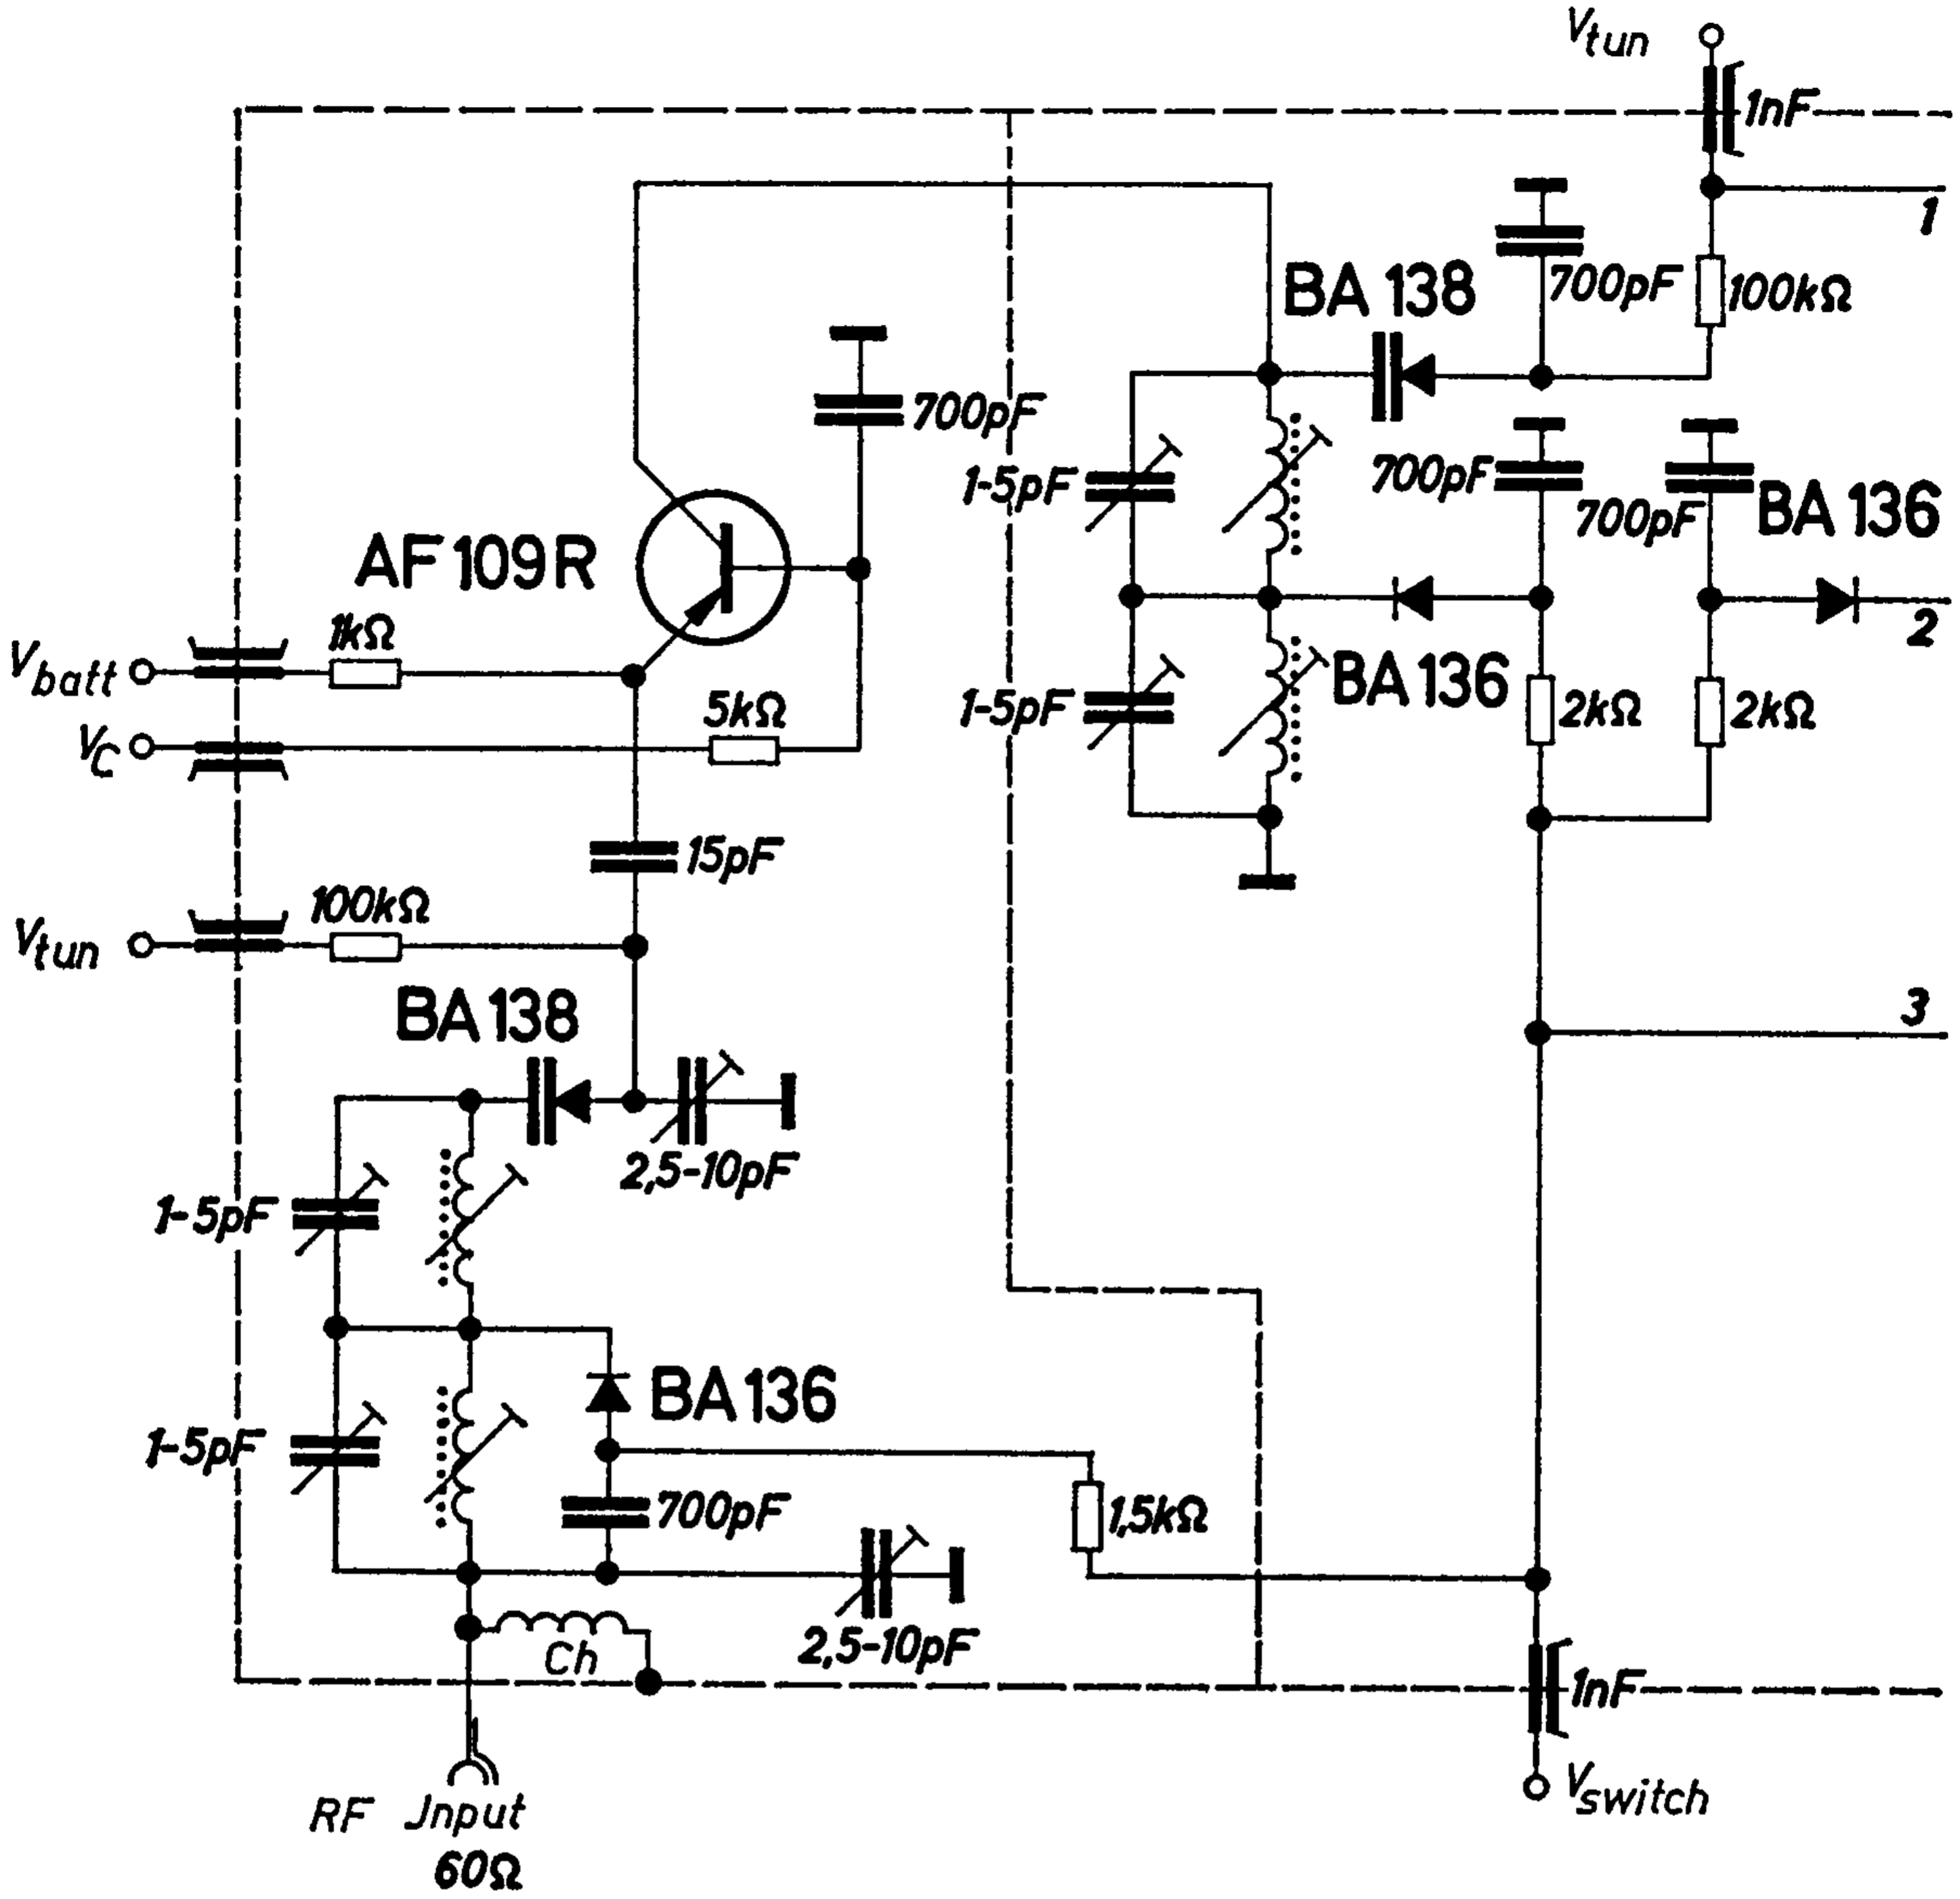 Vtun
1nF
1
BA 138
700pF
100kΩ
700pF
1-5pF
700pF
700pF
BA 136
AF 109 R
1kΩ
Vbatt
2
BA 136
1-5pF
5kΩ
2kΩ
2kΩ
VC
15pF
100kΩ
Vtun
BA 138
3
2,5-10pF
1-5pF
BA 136
1-5pF
700pF
1,5kΩ
2,5-10pF
Ch
1nF
Vswitch
RF Jnput
60Ω